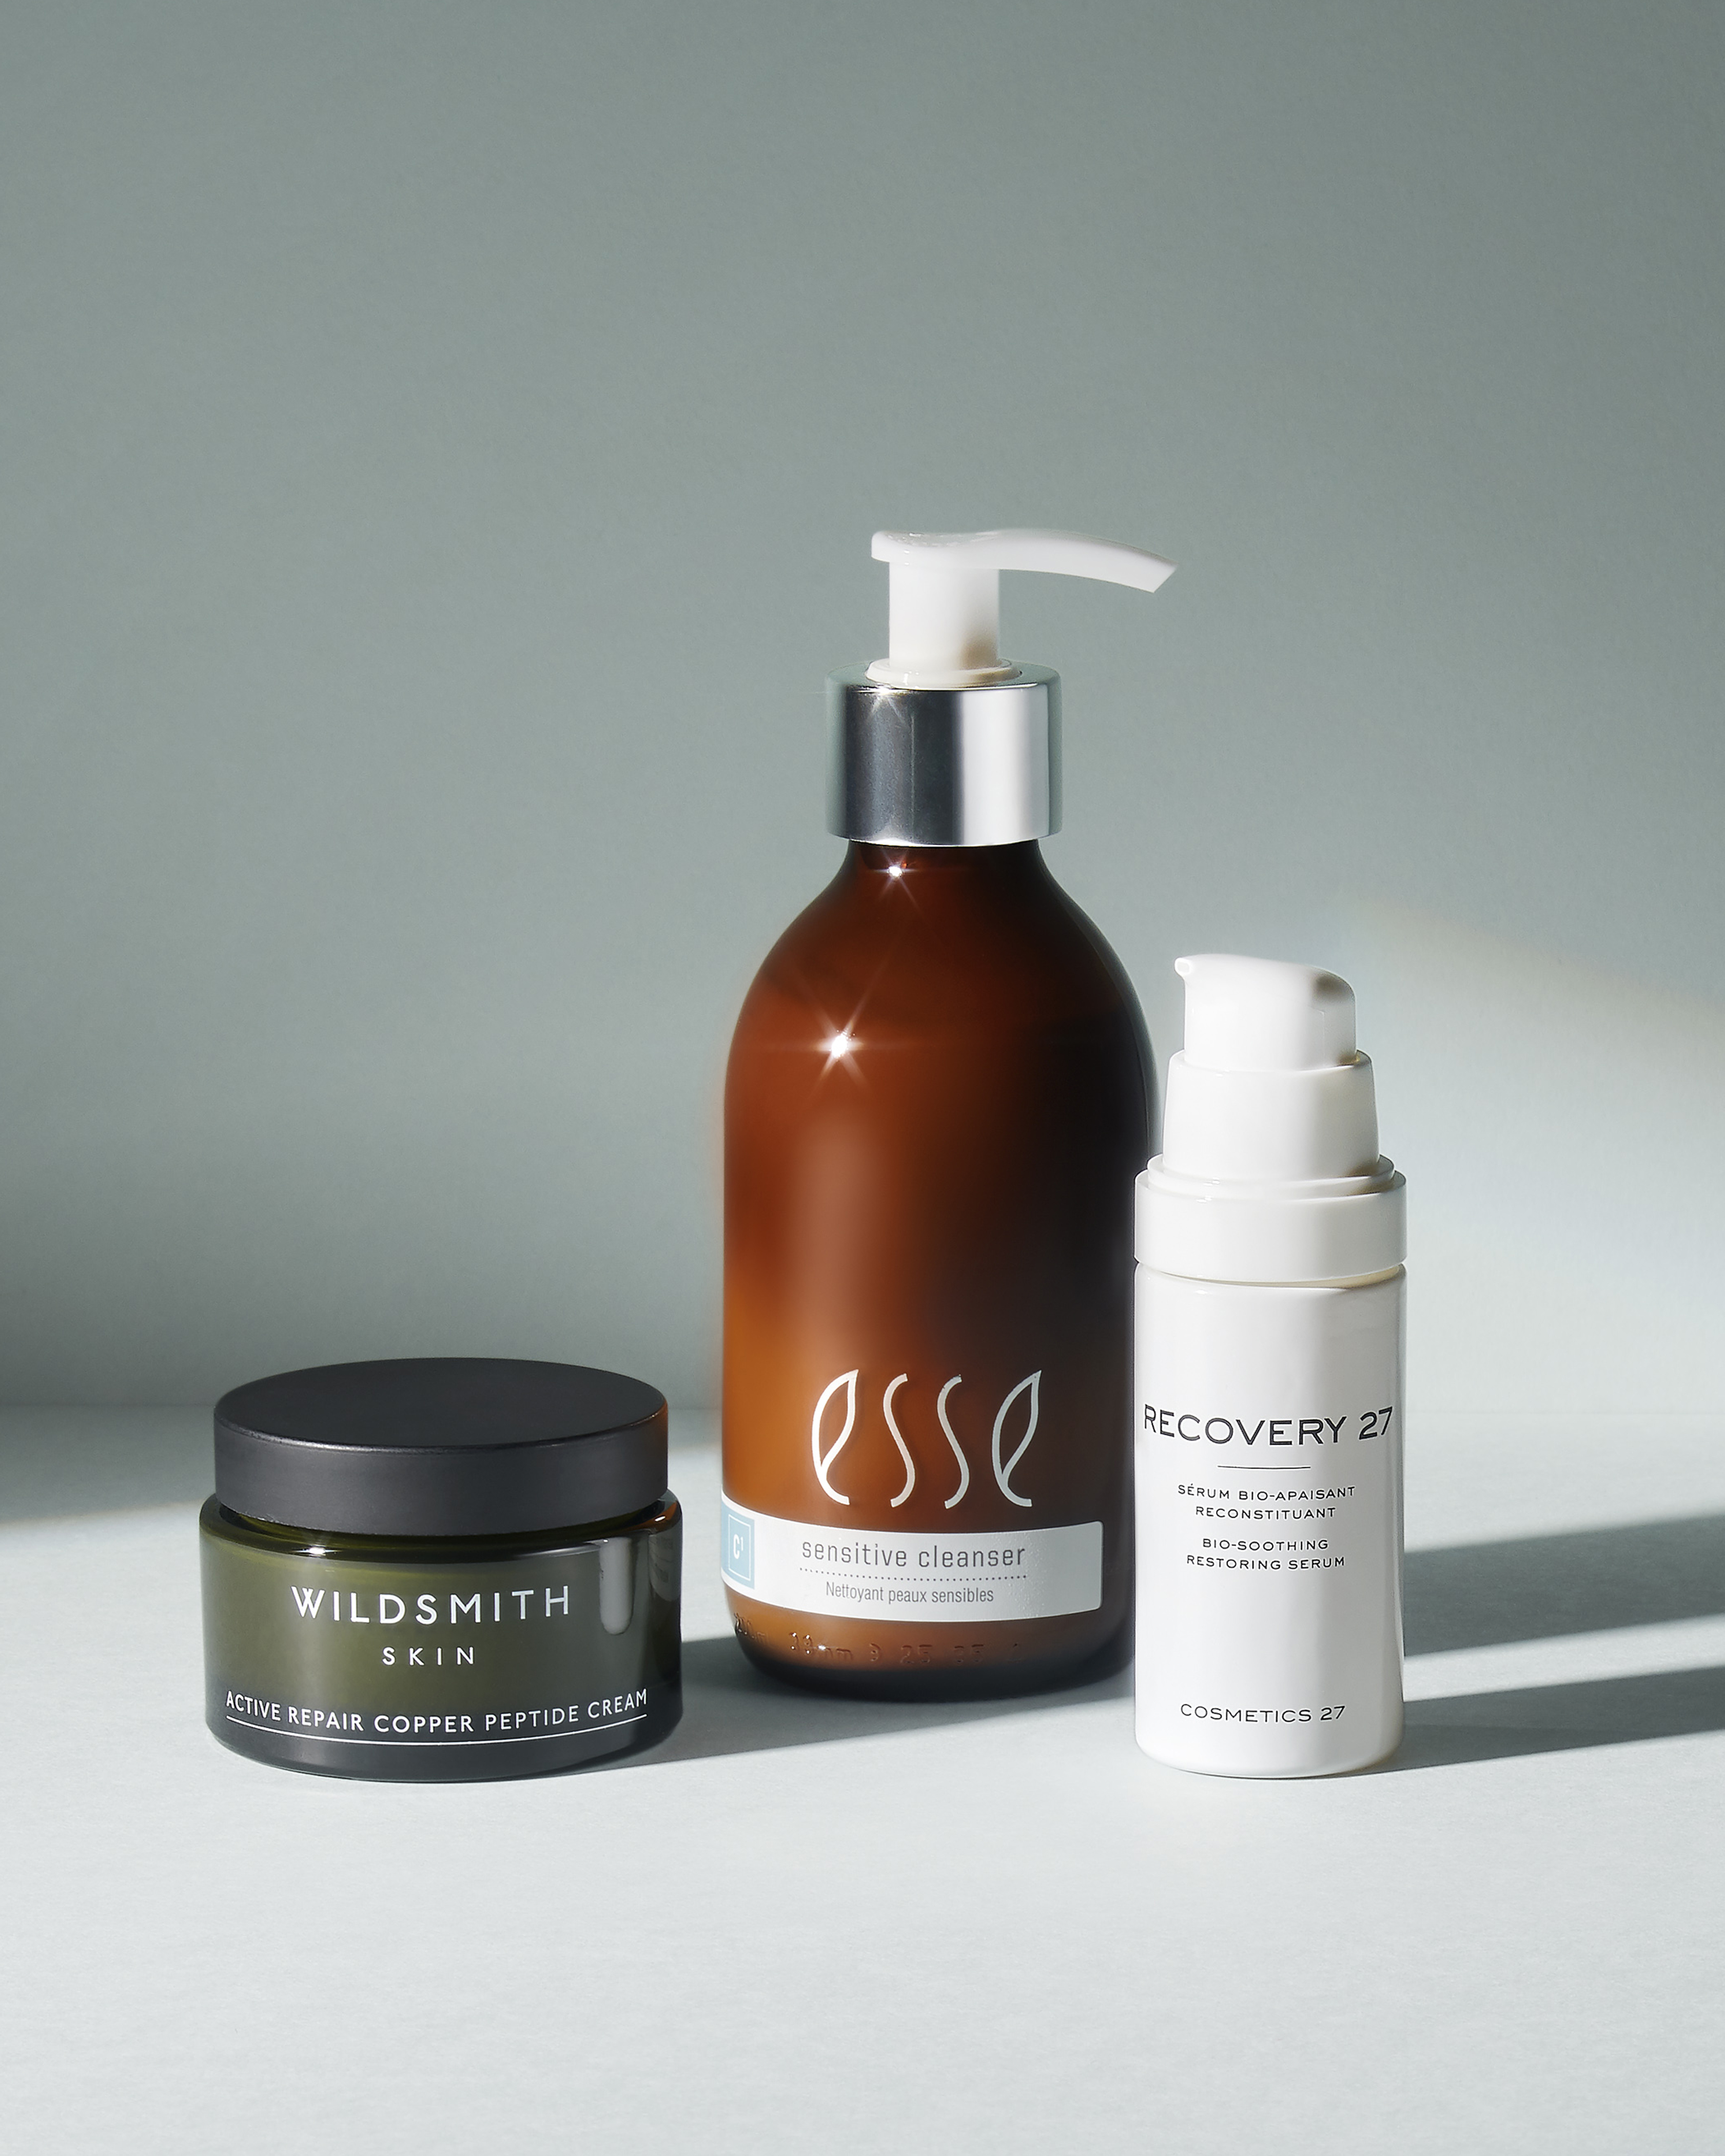 WILDSMITH
SKIN
ACTIVE REPAIR COPPER PEPTIDE CREAM
esse
C¹
sensitive cleanser
Nettoyant peaux sensibles
RECOVERY 27
SÉRUM BIO-APAISANT
RECONSTITUANT
BIO-SOOTHING
RESTORING SERUM
COSMETICS 27